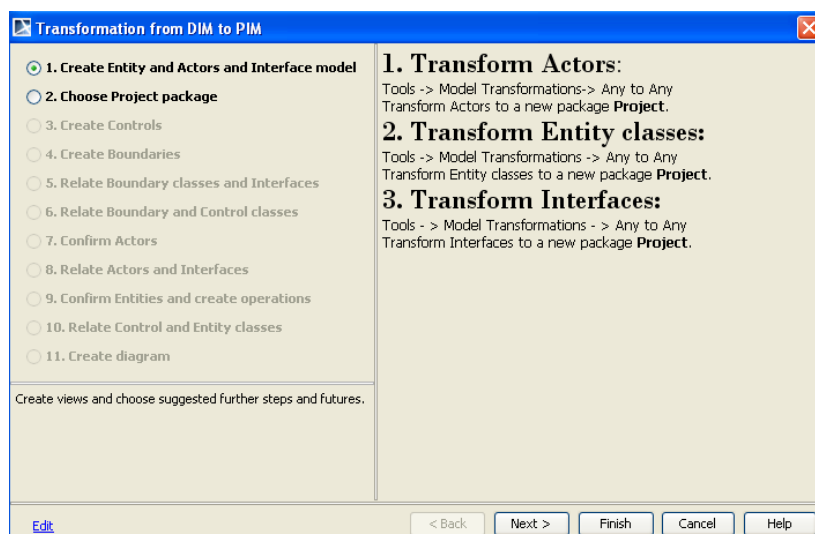 Transformation from DIM to PIM
1. Create Entity and Actors and Interface model
2. Choose Project package
3. Create Controls
4. Create Boundaries
5. Relate Boundary classes and Interfaces
6. Relate Boundary and Control classes
7. Confirm Actors
8. Relate Actors and Interfaces
9. Confirm Entities and create operations
10. Relate Control and Entity classes
11. Create diagram
Create views and choose suggested further steps and futures.
1. Transform Actors:
Tools -> Model Transformations-> Any to Any
Transform Actors to a new package Project.
2. Transform Entity classes:
Tools -> Model Transformations -> Any to Any
Transform Entity classes to a new package Project.
3. Transform Interfaces:
Tools - > Model Transformations - > Any to Any
Transform Interfaces to a new package Project.
Edit
< Back
Next >
Finish
Cancel
Help